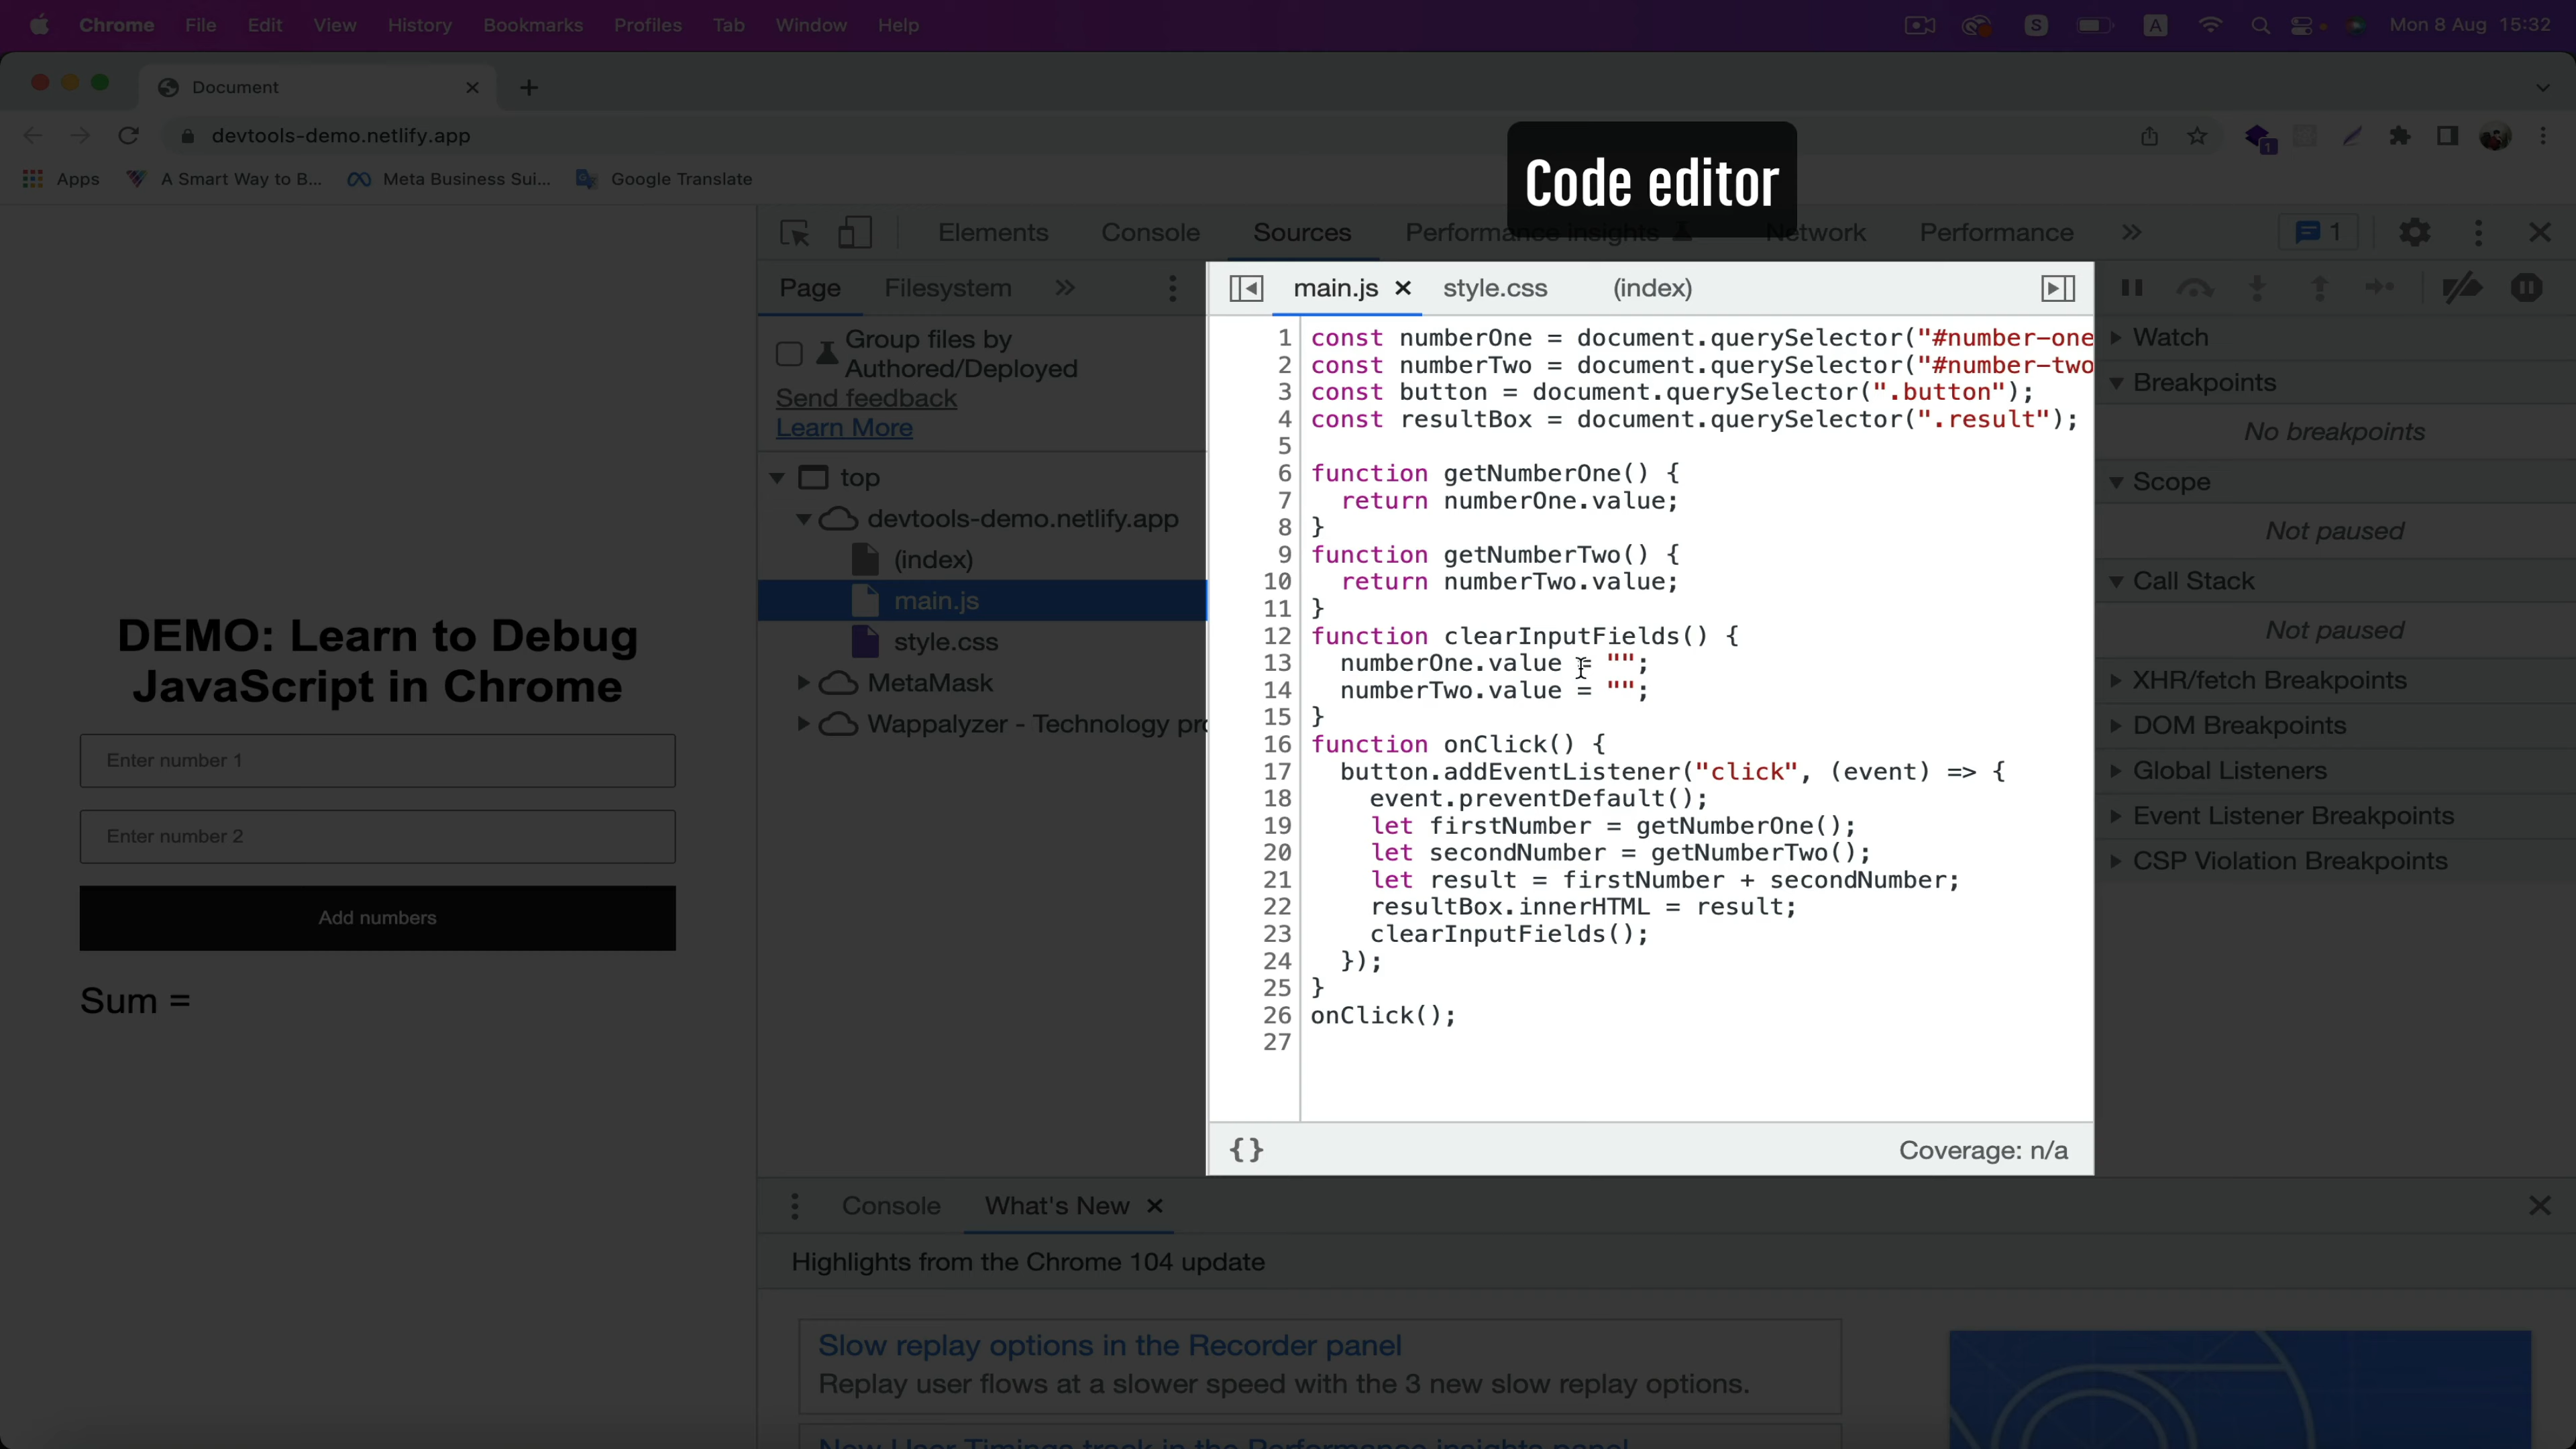 Chrome File Edit View History Bookmarks Profiles Tab Window Help
S A Mon 8 Aug 15:32
Document
devtools-demo.netlify.app
1
Apps A Smart Way to B... Meta Business Sui... Google Translate
Code editor
Elements Console Sources Performance insights Network Performance 1
Page Filesystem
main.js style.css (index)
Group files by
Authored/Deployed
Send feedback
Learn More
top
devtools-demo.netlify.app
(index)
main.js
style.css
MetaMask
Wappalyzer - Technology pro
1 const numberOne = document.querySelector("#number-one
2 const numberTwo = document.querySelector("#number-two
3 const button = document.querySelector(".button");
4 const resultBox = document.querySelector(".result");
5
6 function getNumberOne() {
7 return numberOne.value;
8 }
9 function getNumberTwo() {
10 return numberTwo.value;
11 }
12 function clearInputFields() {
13 numberOne.value = "";
14 numberTwo.value = "";
15 }
16 function onClick() {
17 button.addEventListener("click", (event) => {
18 event.preventDefault();
19 let firstNumber = getNumberOne();
20 let secondNumber = getNumberTwo();
21 let result = firstNumber + secondNumber;
22 resultBox.innerHTML = result;
23 clearInputFields();
24 });
25 }
26 onClick();
27
{} Coverage: n/a
Watch
Breakpoints
No breakpoints
Scope
Not paused
Call Stack
Not paused
XHR/fetch Breakpoints
DOM Breakpoints
Global Listeners
Event Listener Breakpoints
CSP Violation Breakpoints
DEMO: Learn to Debug
JavaScript in Chrome
Enter number 1
Enter number 2
Add numbers
Sum =
Console What's New
Highlights from the Chrome 104 update
Slow replay options in the Recorder panel
Replay user flows at a slower speed with the 3 new slow replay options.
New User Timings track in the Performance insights panel